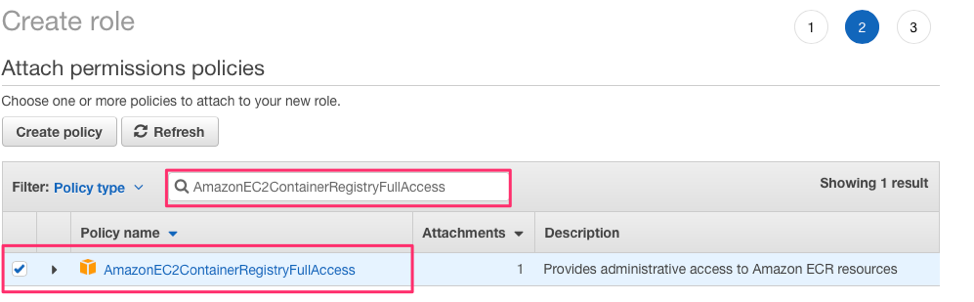 Create role
1 2 3
Attach permissions policies
Choose one or more policies to attach to your new role.
Create policy Refresh
Filter: Policy type AmazonEC2ContainerRegistryFullAccess Showing 1 result
Policy name Attachments Description
AmazonEC2ContainerRegistryFullAccess 1 Provides administrative access to Amazon ECR resources